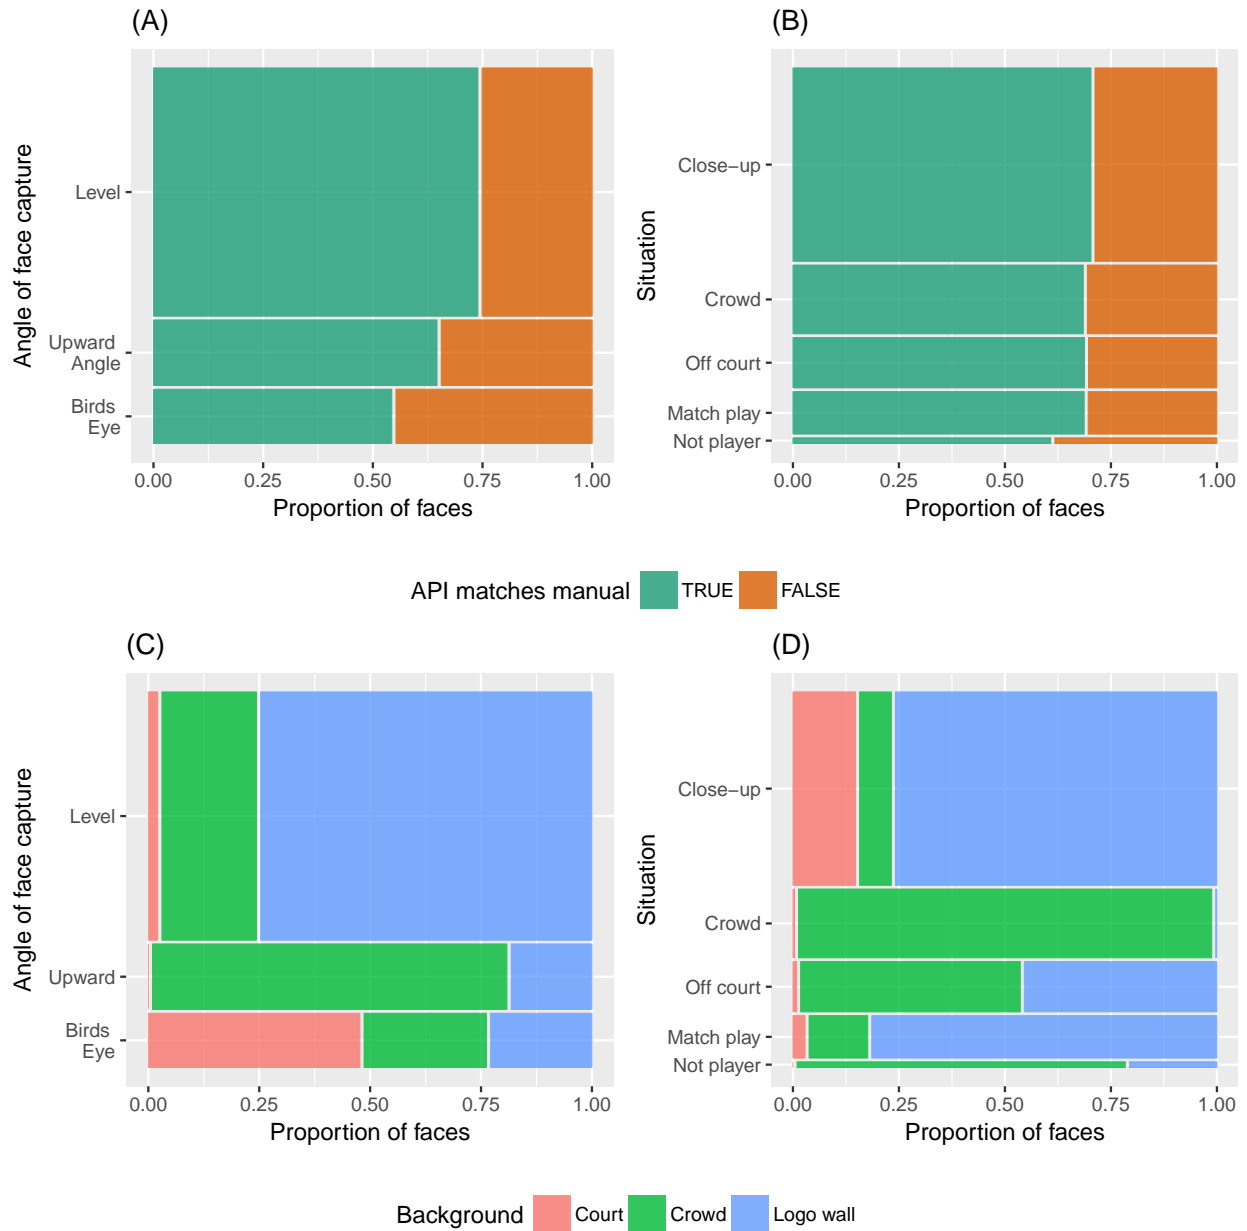 (A)
Angle of face capture
Level
Upward
Angle
Birds
Eye
0.00 0.25 0.50 0.75 1.00
Proportion of faces
(B)
Situation
Close−up
Crowd
Off court
Match play
Not player
0.00 0.25 0.50 0.75 1.00
Proportion of faces
API matches manual TRUE FALSE
(C)
Angle of face capture
Level
Upward
Birds
Eye
0.00 0.25 0.50 0.75 1.00
Proportion of faces
(D)
Situation
Close−up
Crowd
Off court
Match play
Not player
0.00 0.25 0.50 0.75 1.00
Proportion of faces
Background Court Crowd Logo wall